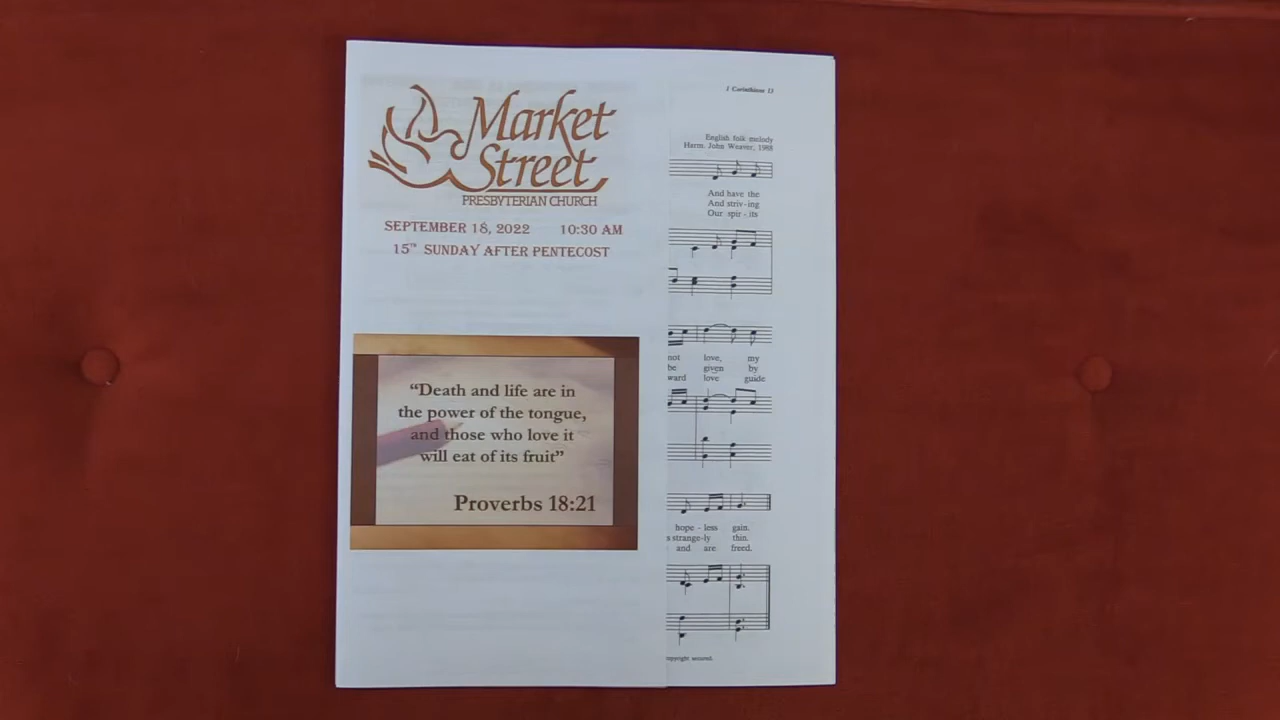 Market
Street
PRESBYTERIAN CHURCH
SEPTEMBER 18, 2022 10:30 AM
15TH SUNDAY AFTER PENTECOST
“Death and life are in
the power of the tongue,
and those who love it
will eat of its fruit”
Proverbs 18:21
1 Corinthians 13
English folk melody
Harm. John Weaver, 1988
And have the
And striv-ing
Our spir-its
not love, my
be given by
ward love guide
hope-less gain.
strange-ly thin.
and are freed.
copyright secured.